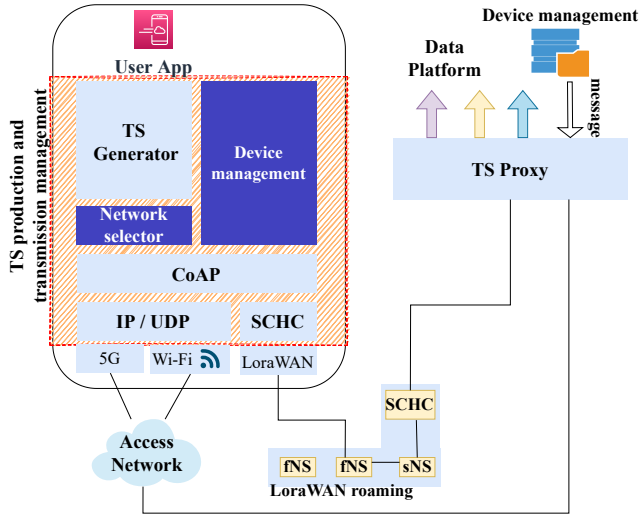 User App
TS production and
transmission management
TS
Generator
Device
management
Network
selector
CoAP
IP / UDP
SCHC
5G
Wi-Fi
LoraWAN
Access
Network
Device management
Data
Platform
message
TS Proxy
SCHC
fNS
fNS
sNS
LoraWAN roaming